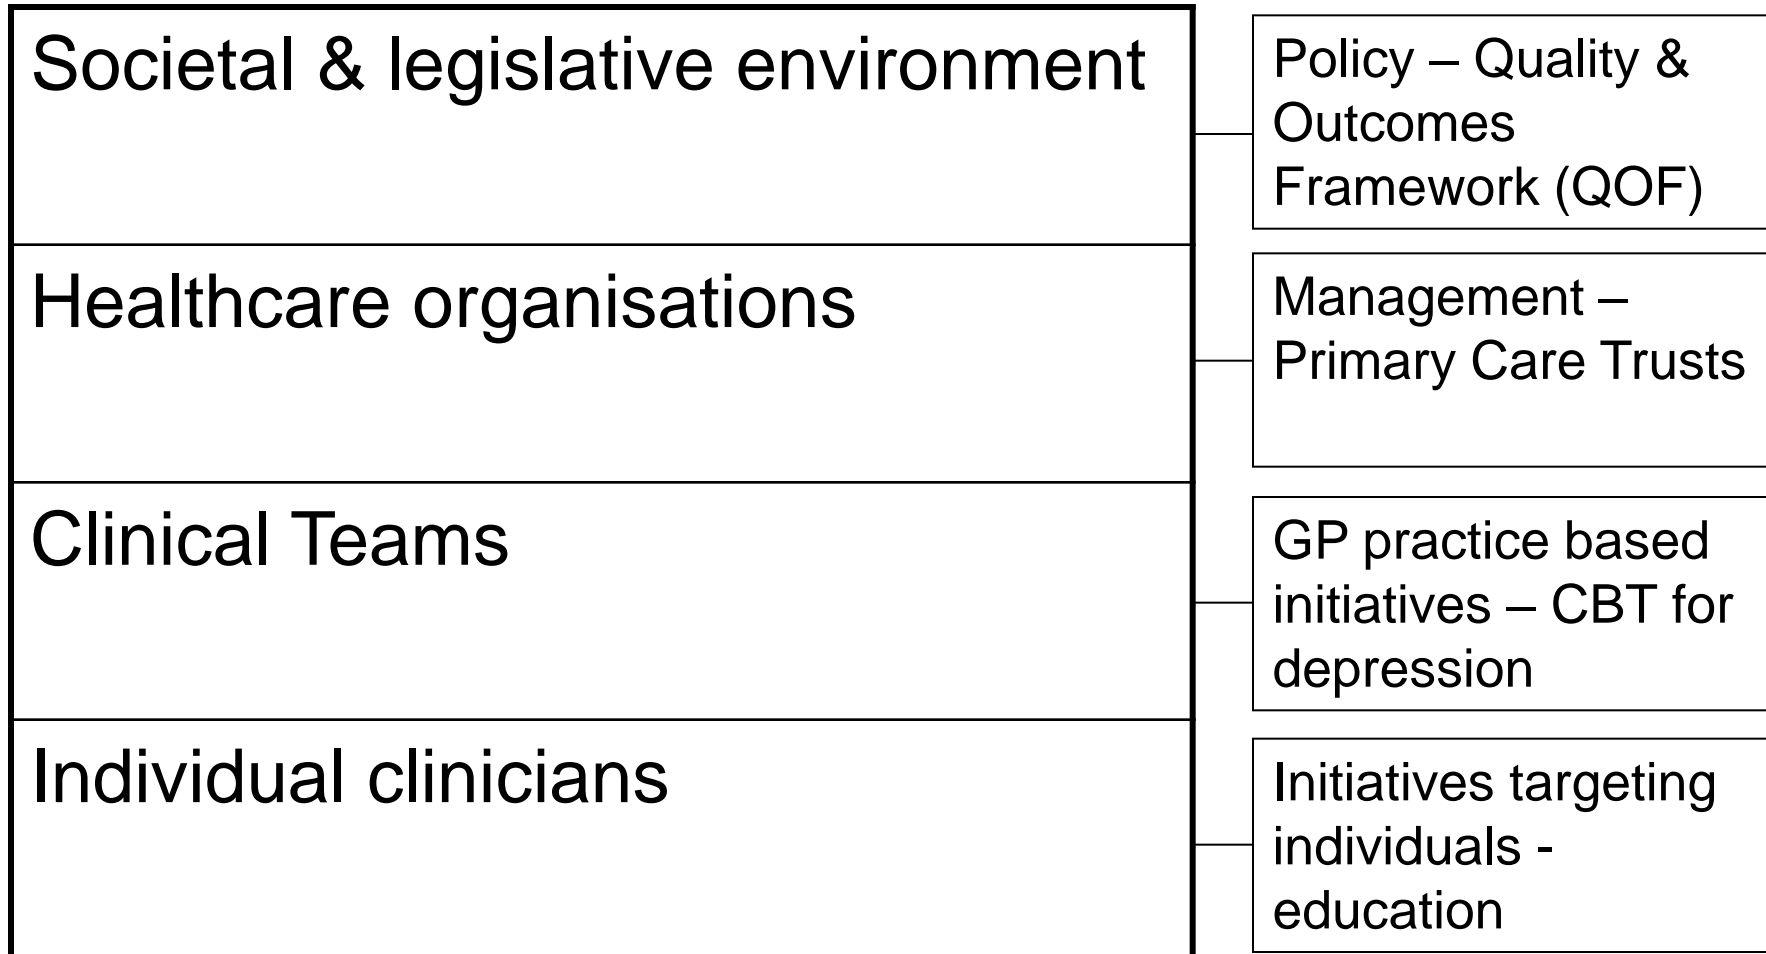 Societal & legislative environment
Policy – Quality &
Outcomes
Framework (QOF)
Healthcare organisations
Management –
Primary Care Trusts
Clinical Teams
GP practice based
initiatives – CBT for
depression
Individual clinicians
Initiatives targeting
individuals -
education